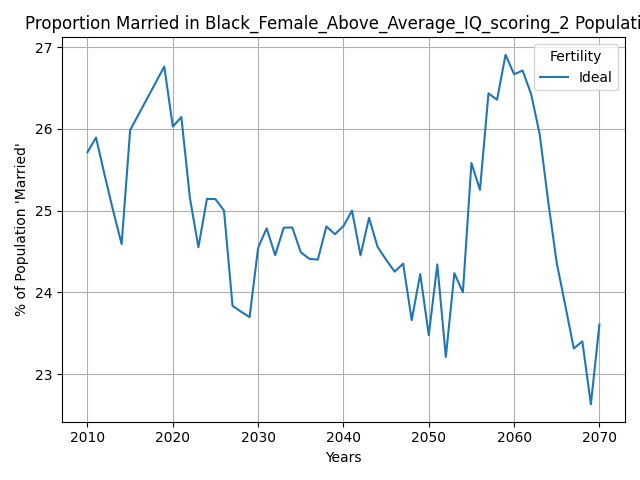 Proportion Married in Black_Female_Above_Average_IQ_scoring_2 Populati
Fertility
Ideal
27
26
25
24
23
% of Population 'Married'
2010 2020 2030 2040 2050 2060 2070
Years